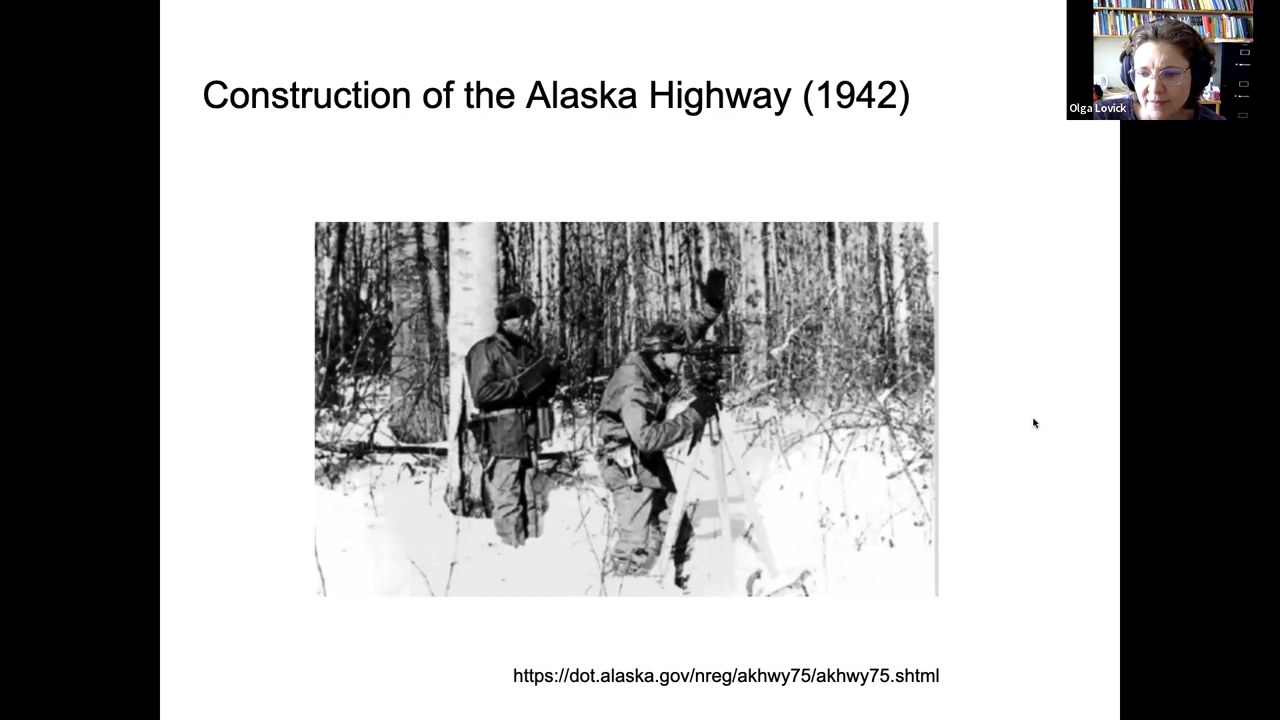 Construction of the Alaska Highway (1942)
Olga Lovick
https://dot.alaska.gov/nreg/akhwy75/akhwy75.shtml